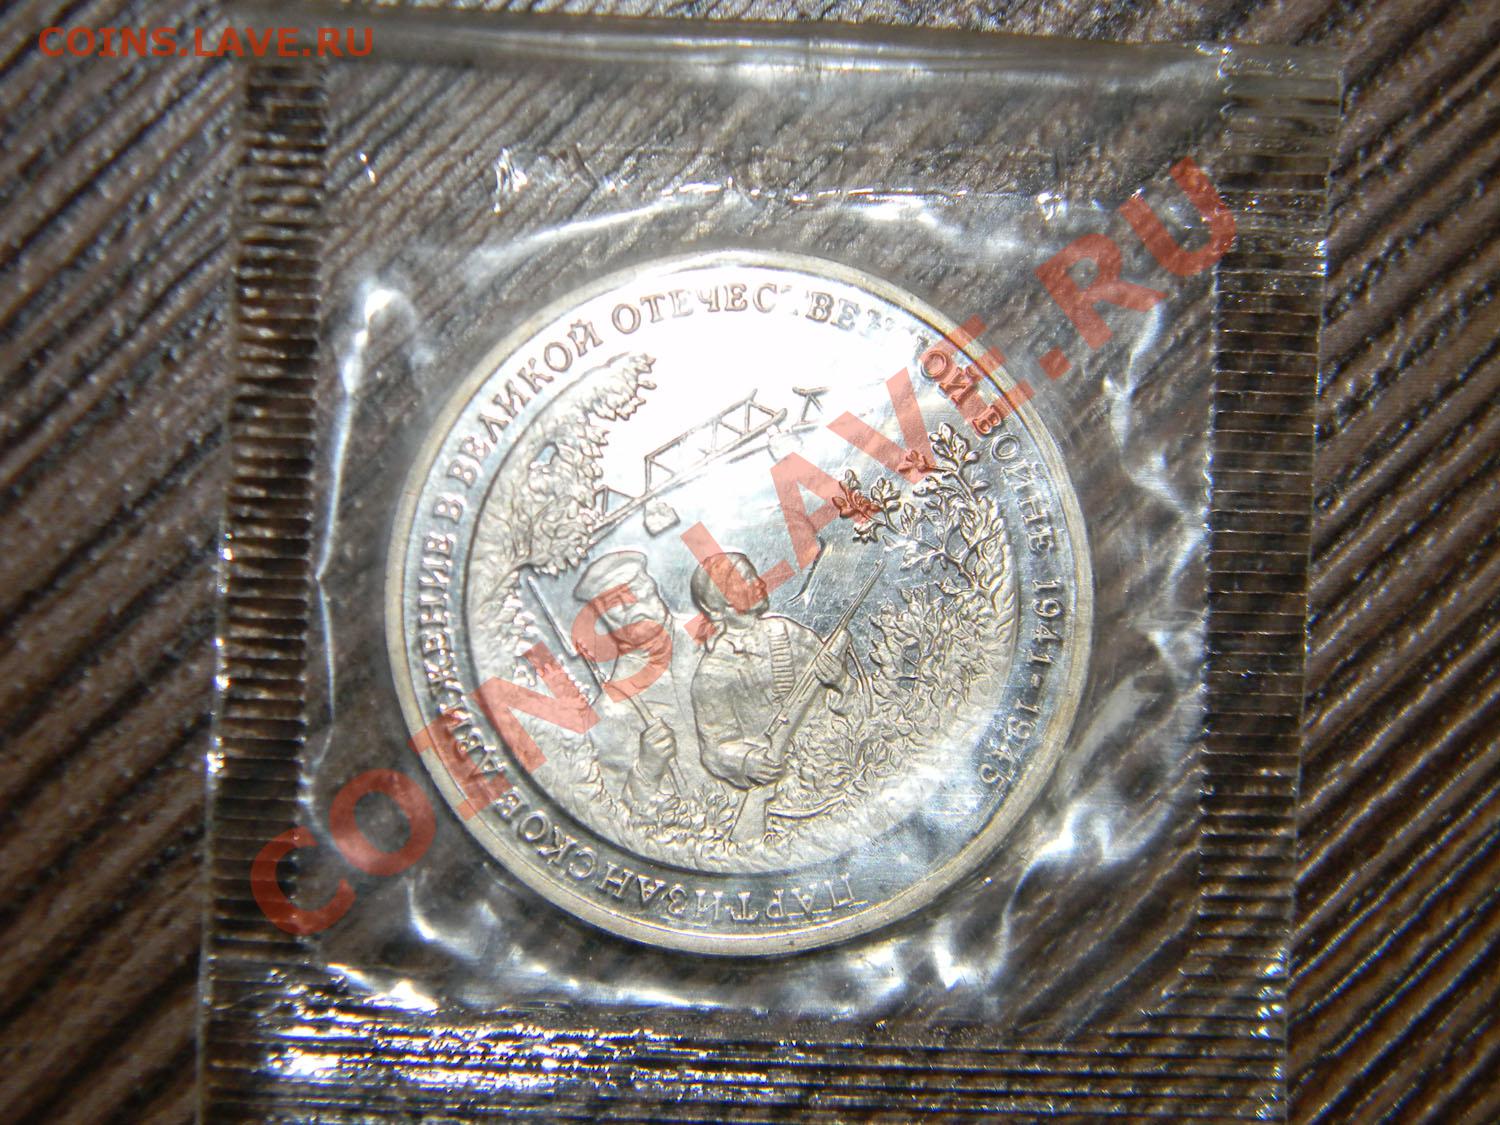 COINS.LAVE.RU
ПАРТИЗАНСКОЕ ДВИЖЕНИЕ В ВЕЛИКОЙ ОТЕЧЕСТВЕННОЙ ВОЙНЕ 1941-1945
COINS.LAVE.RU